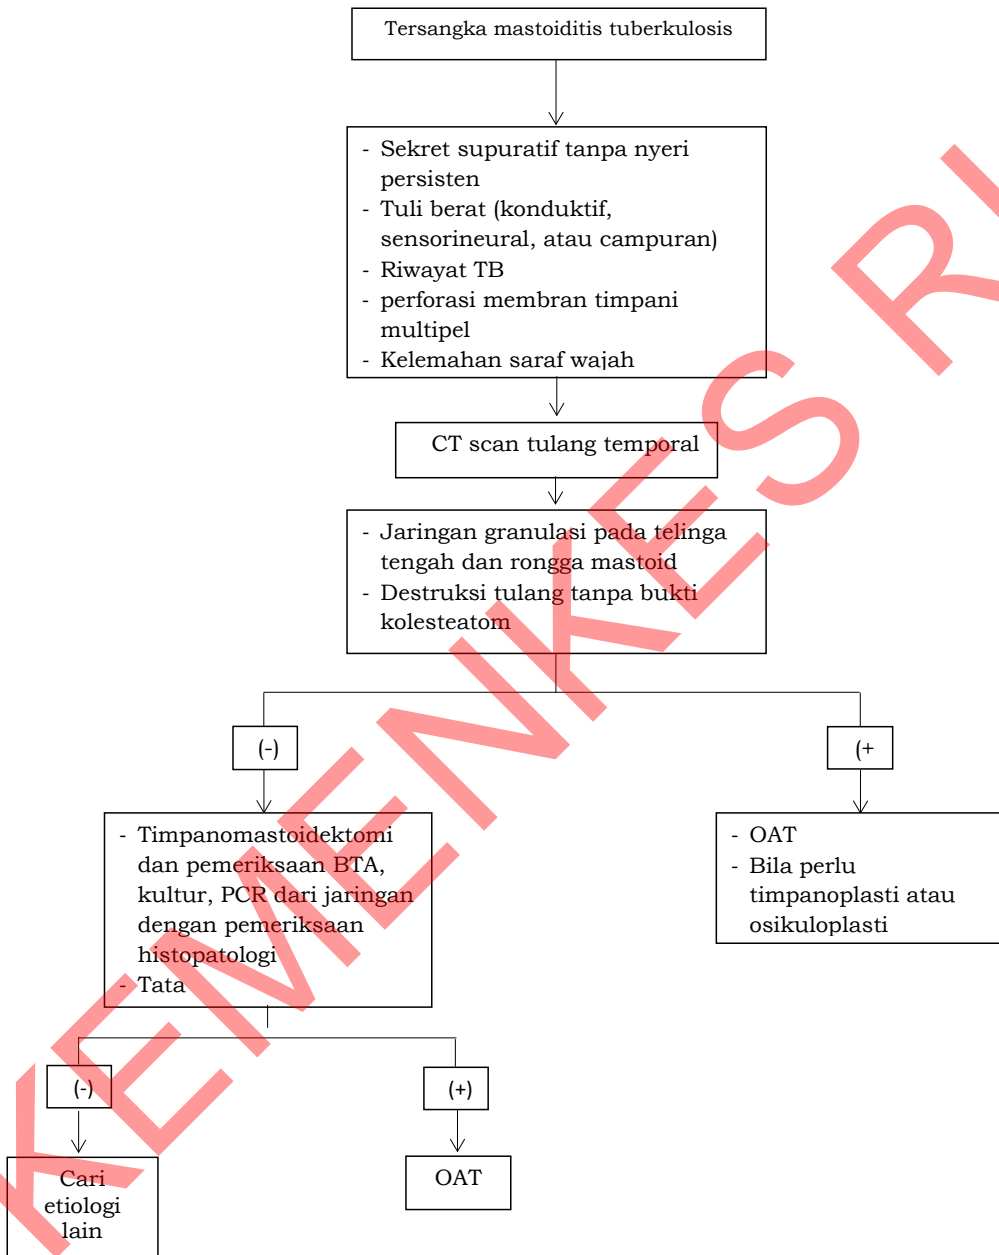 Tersangka mastoiditis tuberkulosis
- Sekret supuratif tanpa nyeri
persisten
- Tuli berat (konduktif,
sensorineural, atau campuran)
- Riwayat TB
- perforasi membran timpani
multipel
- Kelemahan saraf wajah
CT scan tulang temporal
- Jaringan granulasi pada telinga
tengah dan rongga mastoid
- Destruksi tulang tanpa bukti
kolesteatom
(-)
(+
- Timpanomastoidektomi
dan pemeriksaan BTA,
kultur, PCR dari jaringan
dengan pemeriksaan
histopatologi
- Tata
- OAT
- Bila perlu
timpanoplasti atau
osikuloplasti
(-)
(+)
Cari
etiologi
lain
OAT
KEMENKES RI